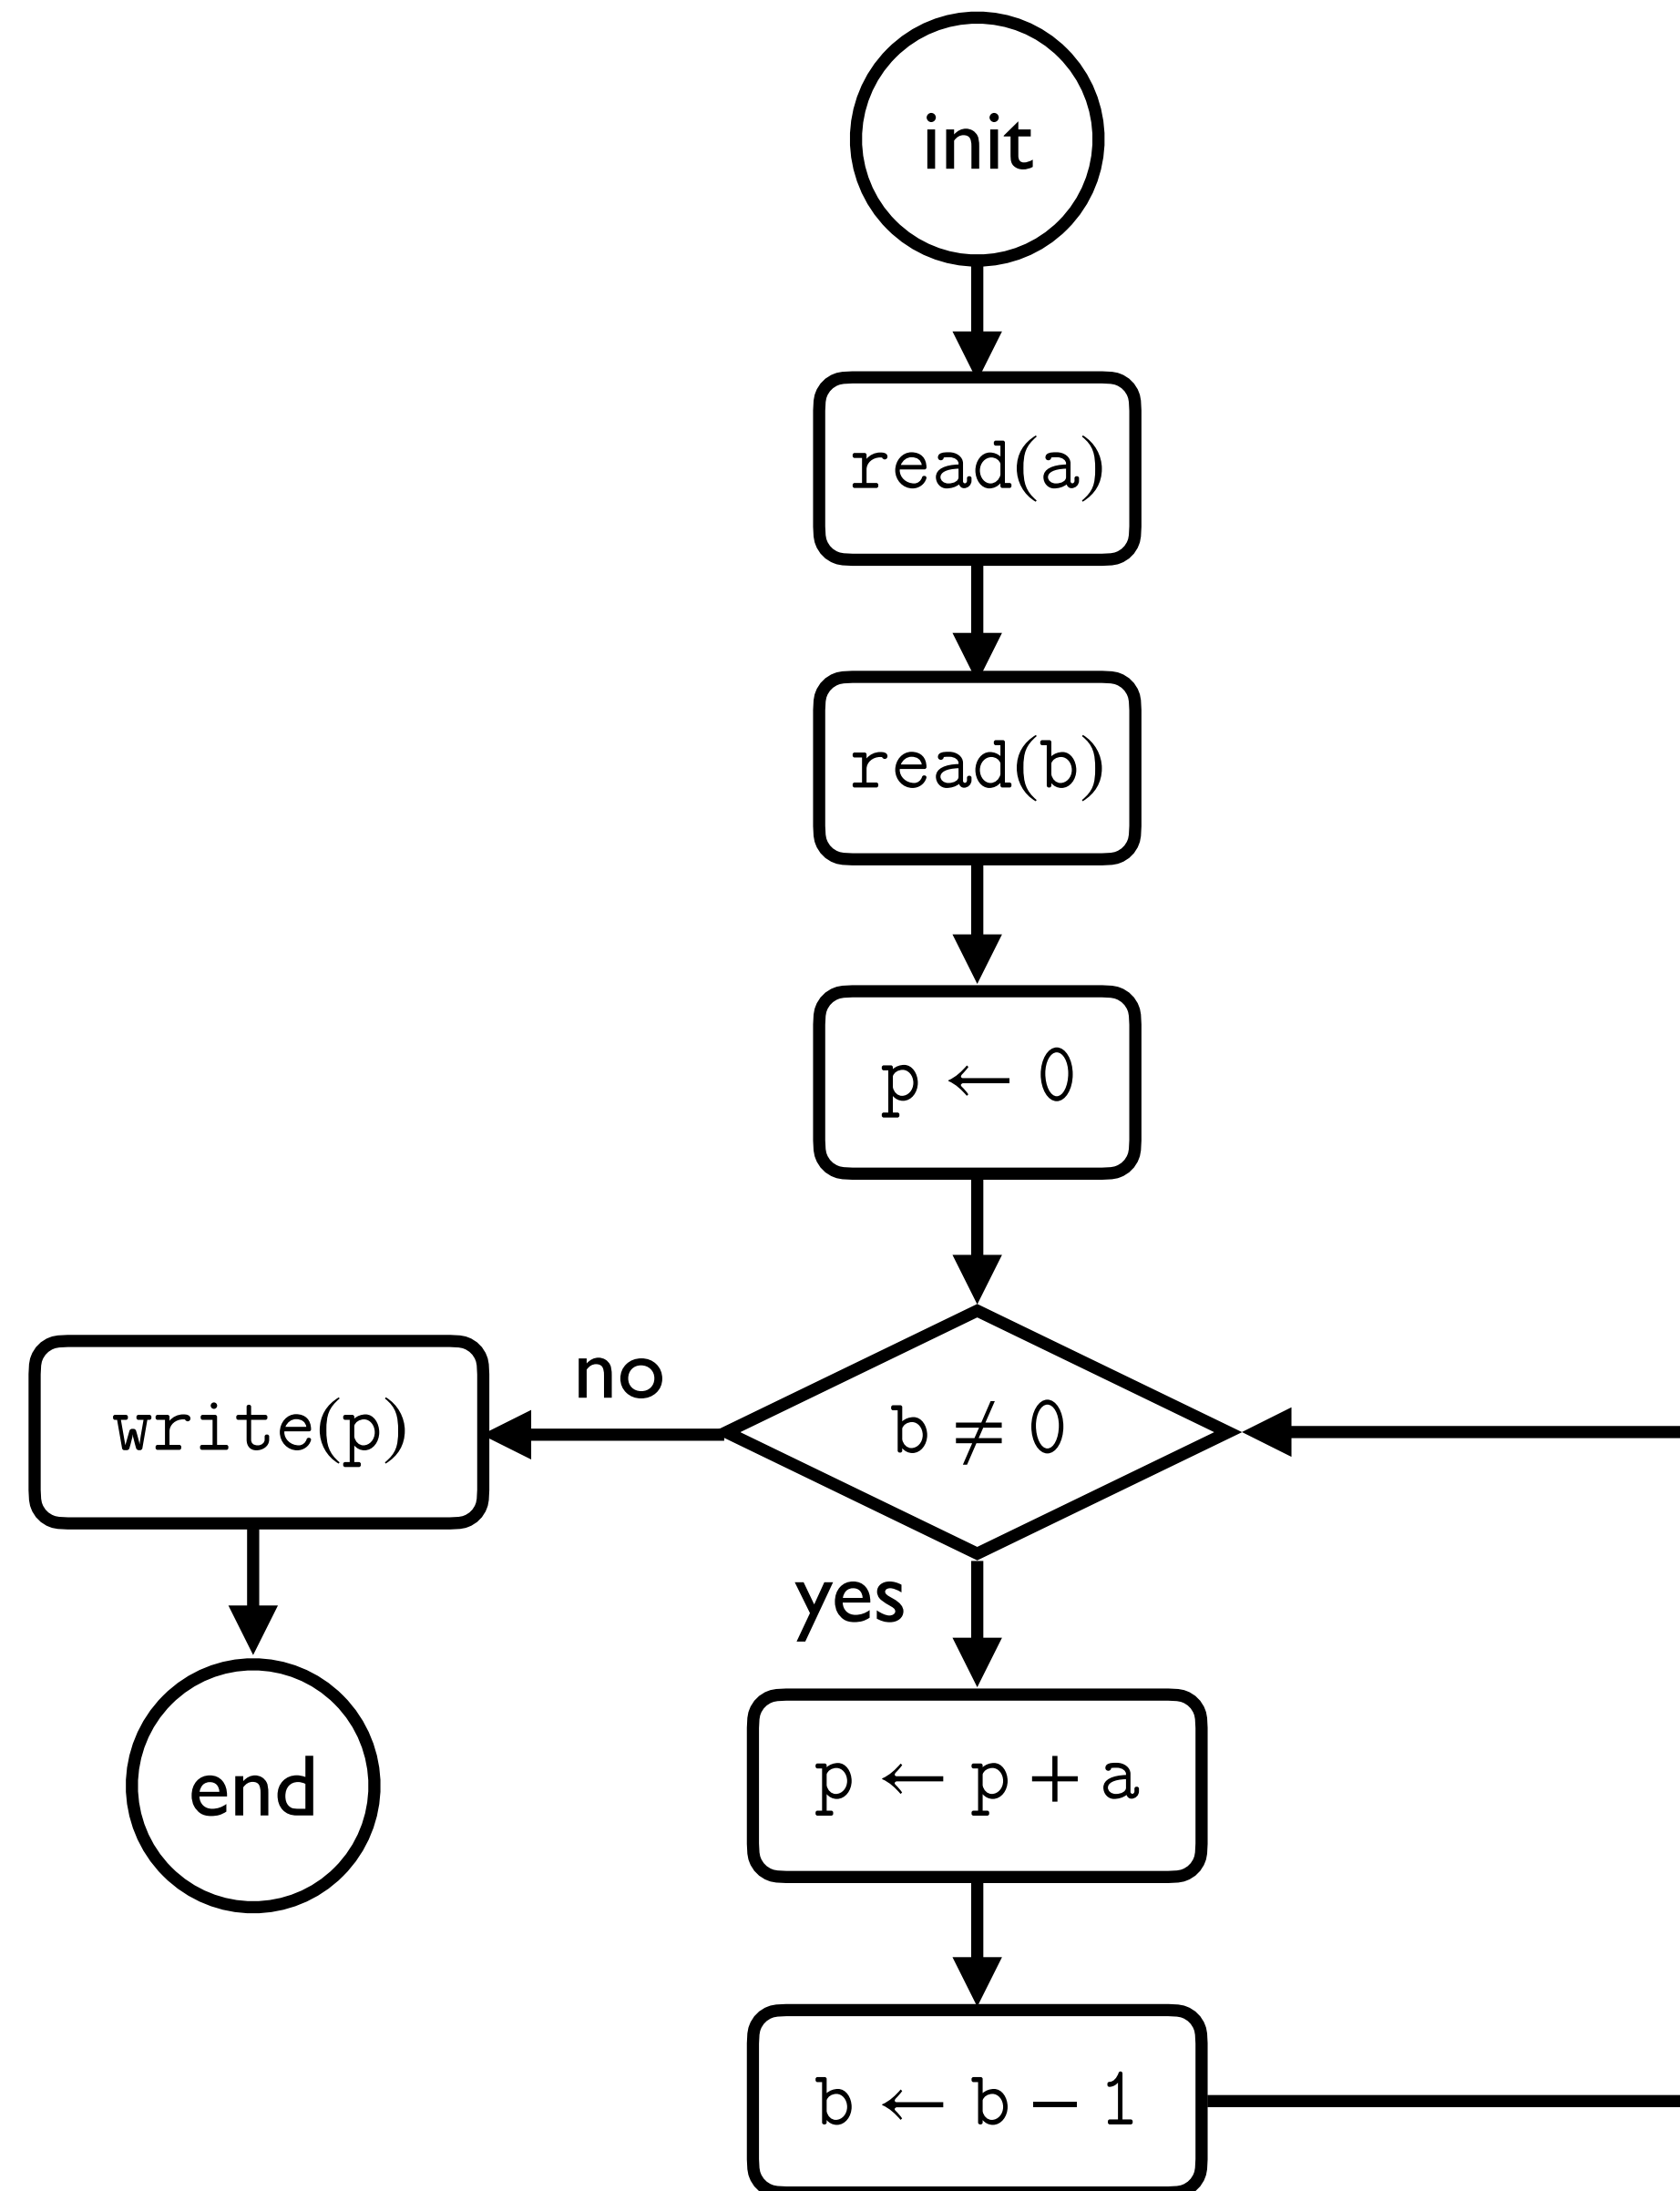 init
read(a)
read(b)
p ← 0
b ≠ 0
no
write(p)
yes
end
p ← p + a
b ← b − 1